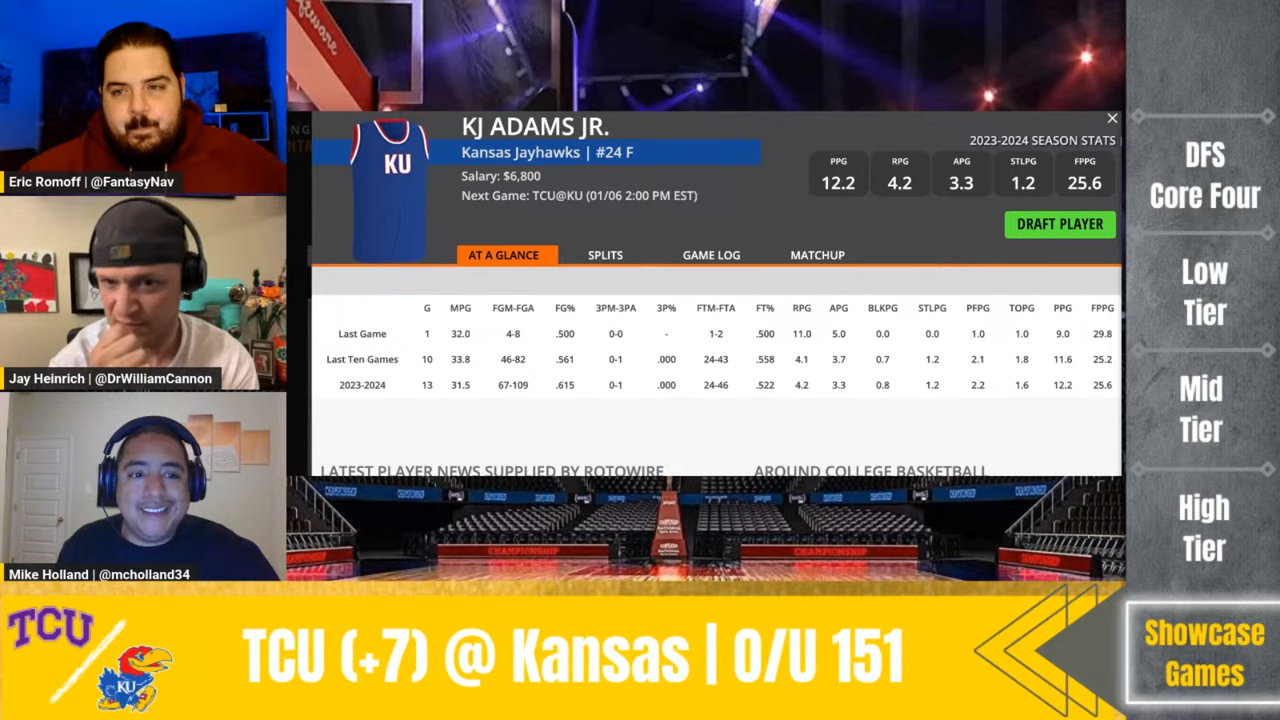 Eric Romoff | @FantasyNav
Jay Heinrich | @DrWilliamCannon
Mike Holland | @mcholland34
KU
KJ ADAMS JR.
Kansas Jayhawks | #24 F
Salary: $6,800
Next Game: TCU@KU (01/06 2:00 PM EST)
2023-2024 SEASON STATS
PPG RPG APG STLPG FPPG
12.2 4.2 3.3 1.2 25.6
DRAFT PLAYER
AT A GLANCE SPLITS GAME LOG MATCHUP
G MPG FGM-FGA FG% 3PM-3PA 3P% FTM-FTA FT% RPG APG BLKPG STLPG PFPG TOPG PPG FPPG
Last Game 1 32.0 4-8 .500 0-0 - 1-2 .500 11.0 5.0 0.0 0.0 1.0 1.0 9.0 29.8
Last Ten Games 10 33.8 46-82 .561 0-1 .000 24-43 .558 4.1 3.7 0.7 1.2 2.1 1.8 11.6 25.2
2023-2024 13 31.5 67-109 .615 0-1 .000 24-46 .522 4.2 3.3 0.8 1.2 2.2 1.6 12.2 25.6
LATEST PLAYER NEWS SUPPLIED BY ROTOWIRE
AROUND COLLEGE BASKETBALL
CHAMPIONSHIP
CHAMPIONSHIP
DFS
Core Four
Low
Tier
Mid
Tier
High
Tier
Showcase
Games
TCU
KU
TCU (+7) @ Kansas | O/U 151